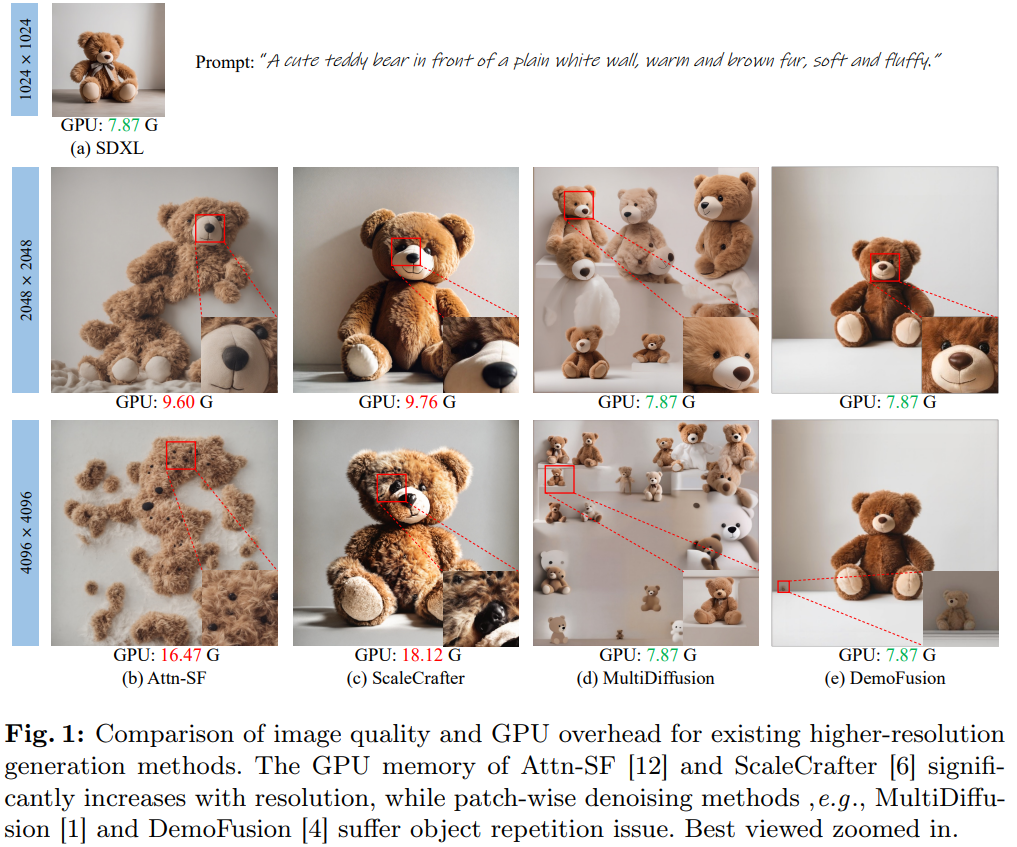 1024 × 1024
Prompt: "A cute teddy bear in front of a plain white wall, warm and brown fur, soft and fluffy."
GPU: 7.87 G
(a) SDXL
2048 × 2048
GPU: 9.60 G
GPU: 9.76 G
GPU: 7.87 G
GPU: 7.87 G
4096 × 4096
GPU: 16.47 G
GPU: 18.12 G
GPU: 7.87 G
GPU: 7.87 G
(b) Attn-SF
(c) ScaleCrafter
(d) MultiDiffusion
(e) DemoFusion
Fig. 1: Comparison of image quality and GPU overhead for existing higher-resolution
generation methods. The GPU memory of Attn-SF [12] and ScaleCrafter [6] signifi-
cantly increases with resolution, while patch-wise denoising methods ,e.g., MultiDiffu-
sion [1] and DemoFusion [4] suffer object repetition issue. Best viewed zoomed in.